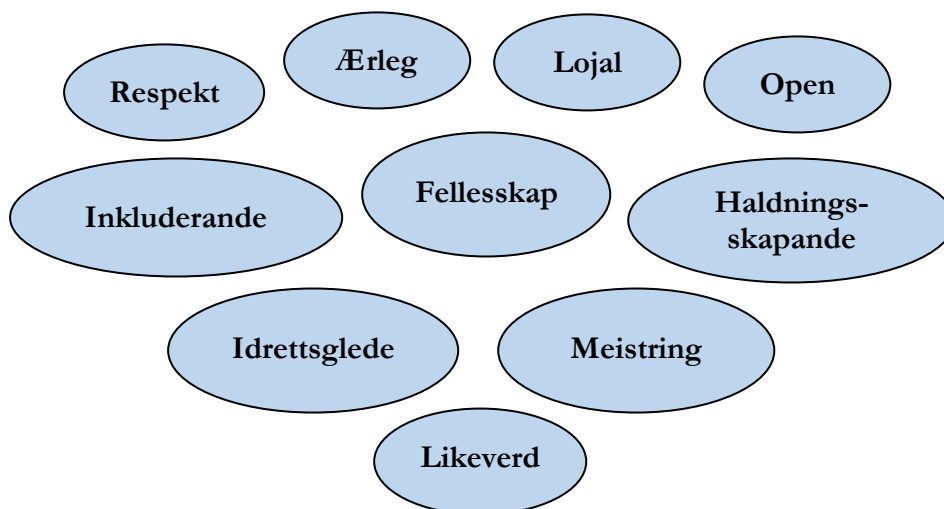 Respekt
Ærleg
Lojal
Open
Inkluderande
Fellesskap
Haldnings-
skapande
Idrettsglede
Meistring
Likeverd